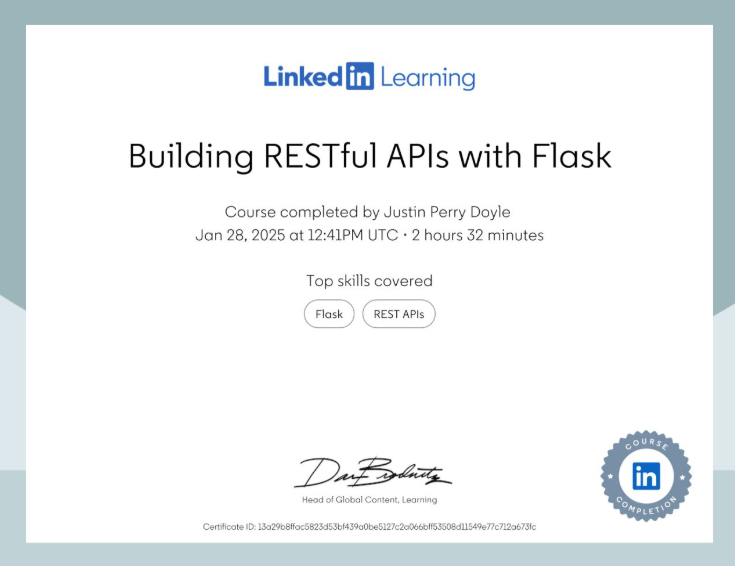 Linked in Learning
Building RESTful APIs with Flask
Course completed by Justin Perry Doyle
Jan 28, 2025 at 12:41PM UTC • 2 hours 32 minutes
Top skills covered
Flask
REST APIs
Head of Global Content, Learning
COURSE
in
COMPLETION
Certificate ID: 13a29b8ffac5823d53bf439a0be5127c2a066bff53508d11549e77c712a673fc